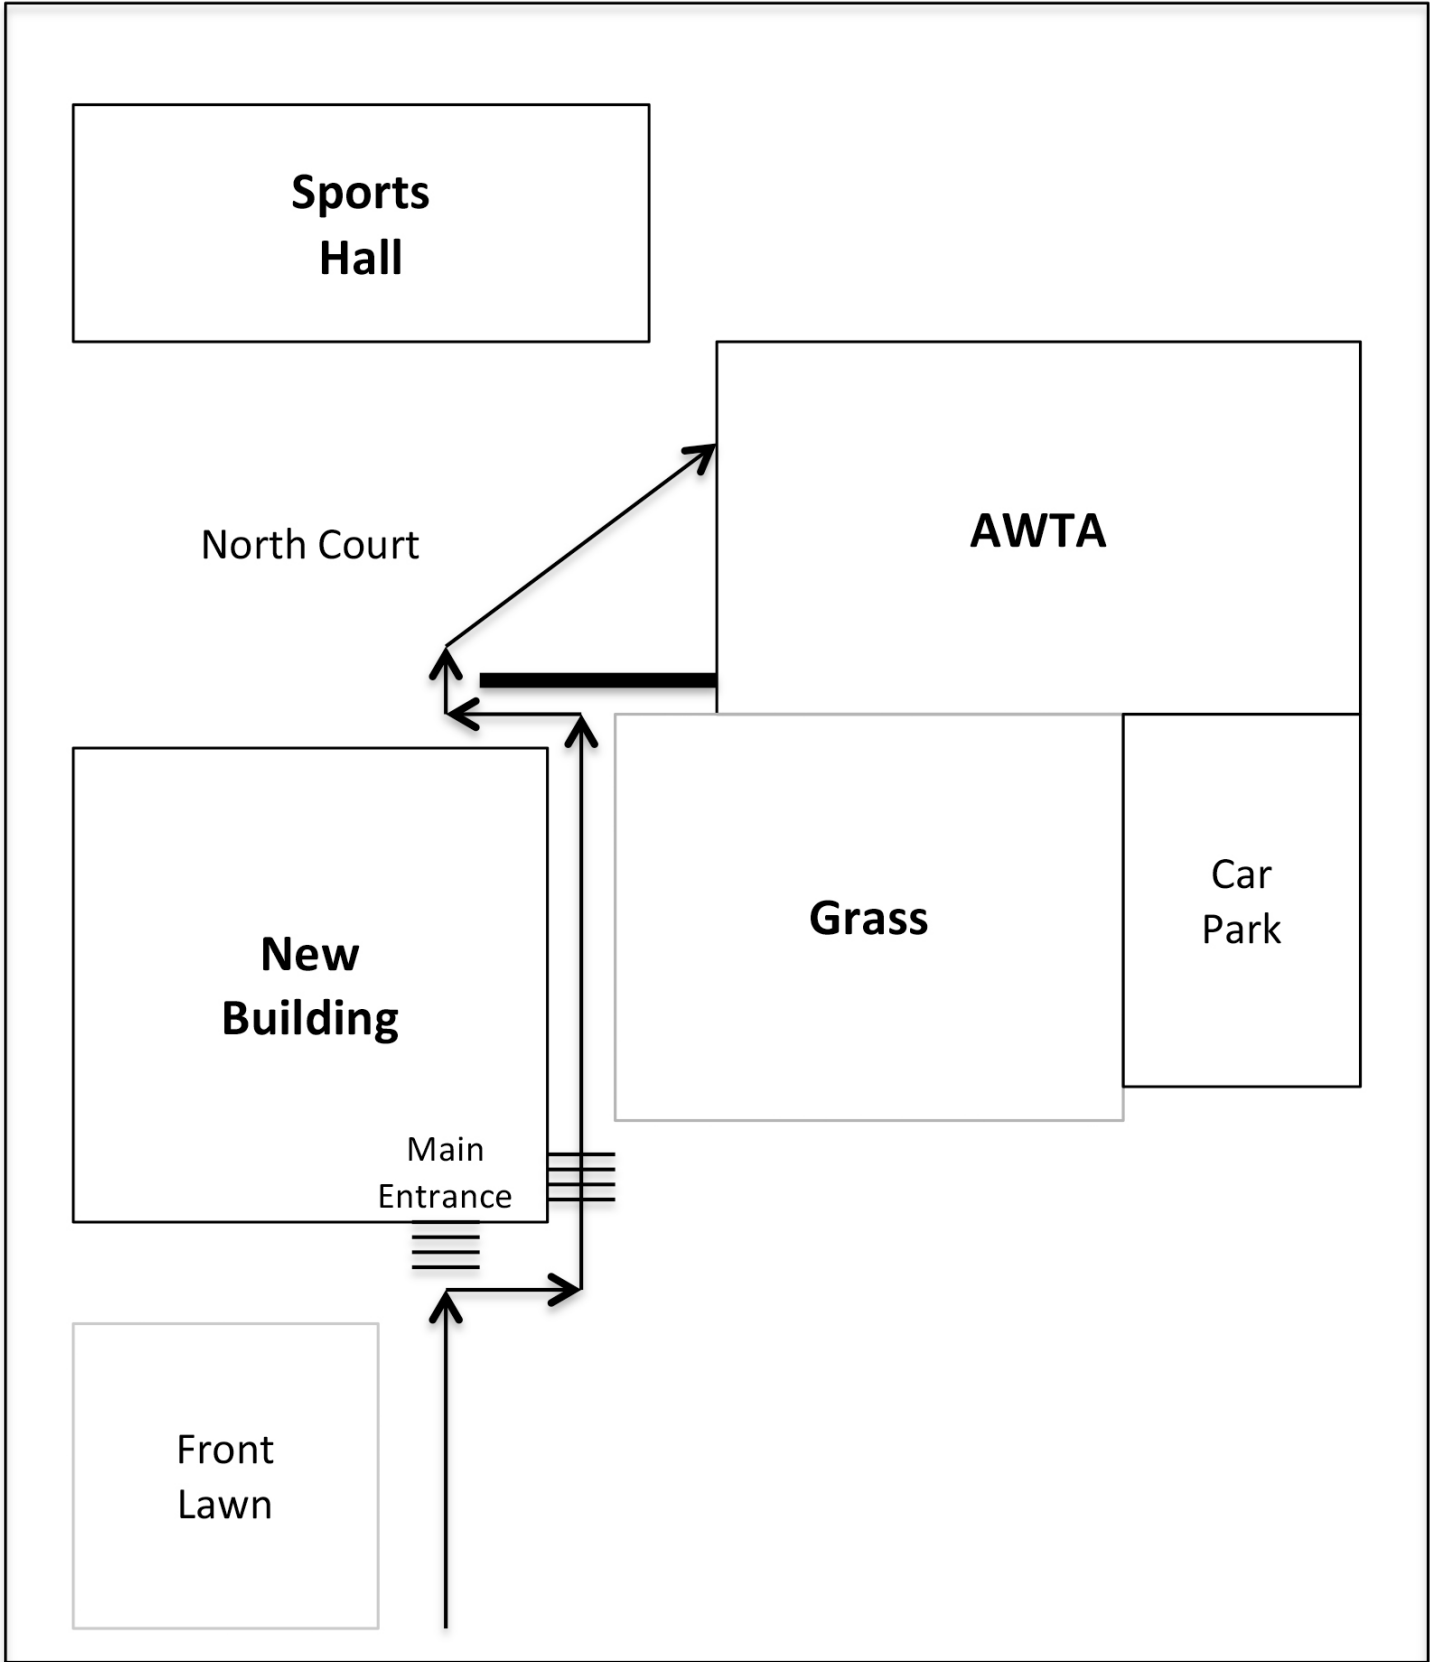 Sports
Hall
North Court
AWTA
Car
Park
Grass
New
Building
Main
Entrance
Front
Lawn